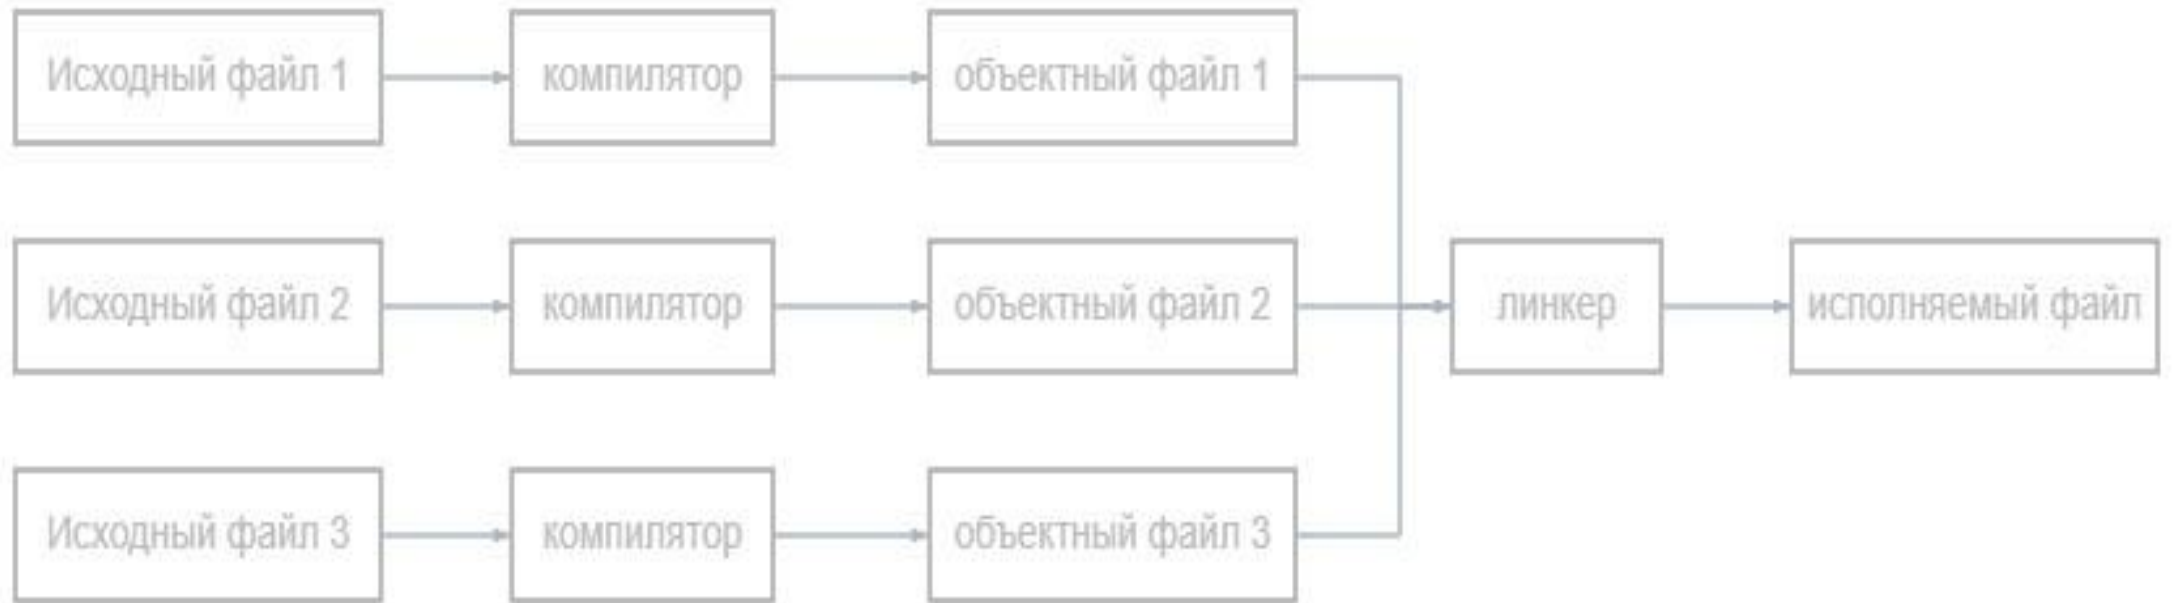 Исходный файл 1
компилятор
объектный файл 1
Исходный файл 2
компилятор
объектный файл 2
линкер
исполняемый файл
Исходный файл 3
компилятор
объектный файл 3